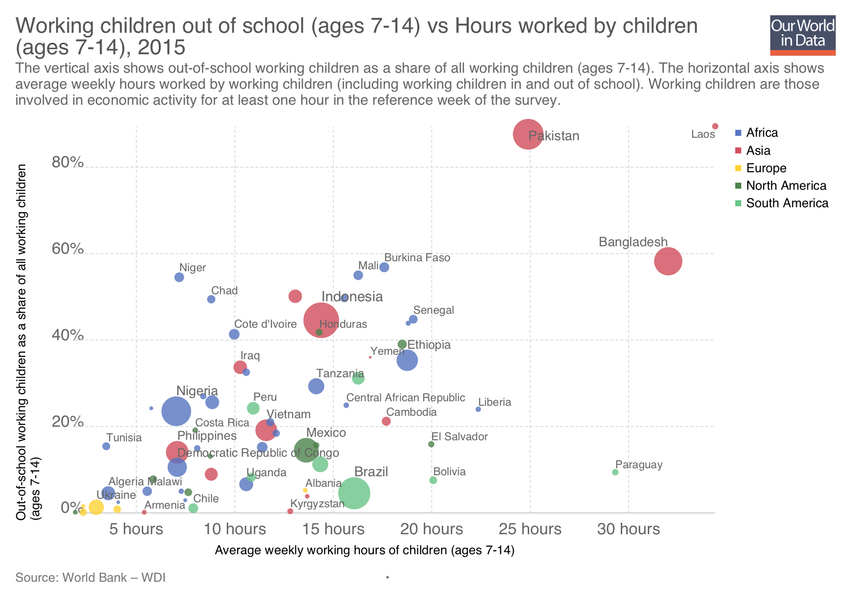 Working children out of school (ages 7-14) vs Hours worked by children
(ages 7-14), 2015
Our World
in Data
The vertical axis shows out-of-school working children as a share of all working children (ages 7-14). The horizontal axis shows
average weekly hours worked by working children (including working children in and out of school). Working children are those
involved in economic activity for at least one hour in the reference week of the survey.
Out-of-school working children as a share of all working children
(ages 7-14)
Africa
Asia
Europe
North America
South America
Pakistan
Laos
80%
Bangladesh
60%
Burkina Faso
Mali
Niger
Chad
Indonesia
Senegal
Cote d'Ivoire
Honduras
40%
Ethiopia
Yemen
Iraq
Tanzania
Nigeria
Peru
Central African Republic
Liberia
Cambodia
Vietnam
20%
Costa Rica
Tunisia
Philippines
Mexico
El Salvador
Democratic Republic of Congo
Paraguay
Uganda
Brazil
Bolivia
Algeria
Malawi
Albania
Ukraine
Chile
Armenia
Kyrgyzstan
0%
5 hours
10 hours
15 hours
20 hours
25 hours
30 hours
Average weekly working hours of children (ages 7-14)
Source: World Bank – WDI